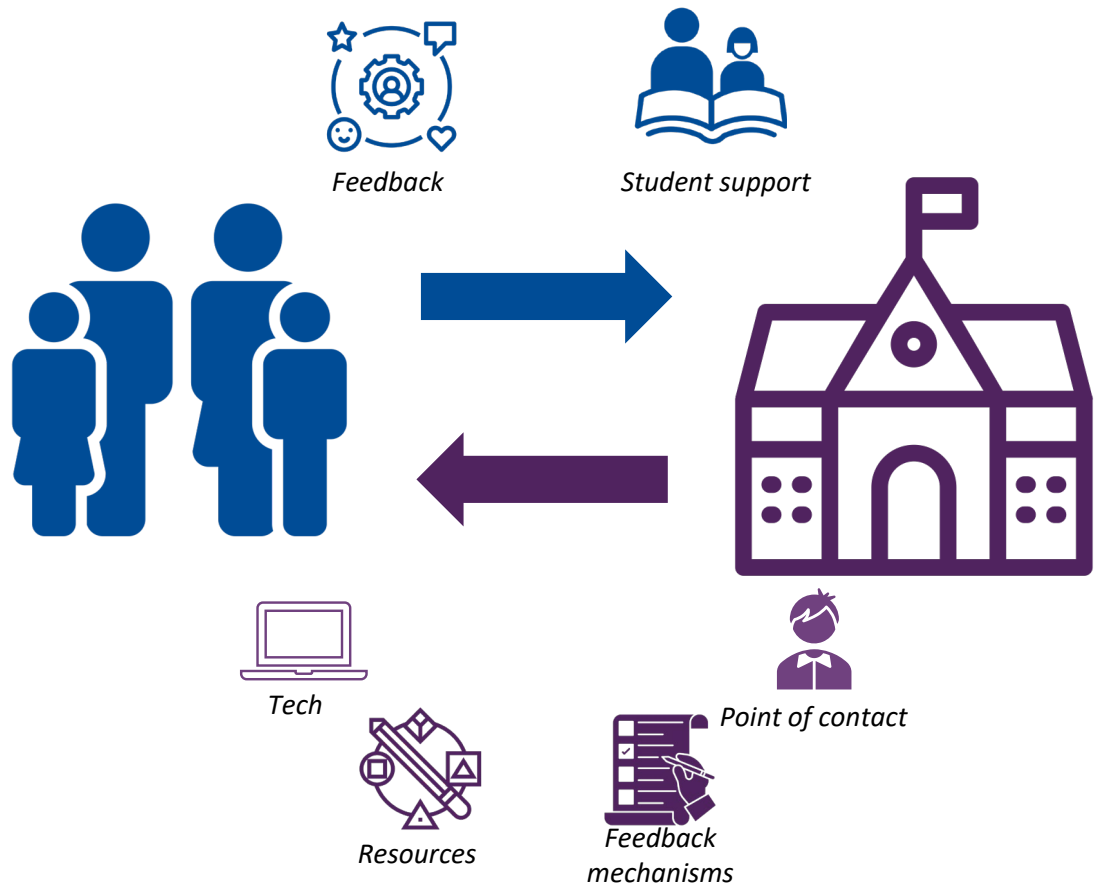 Feedback
Student support
Tech
Point of contact
Resources
Feedback
mechanisms